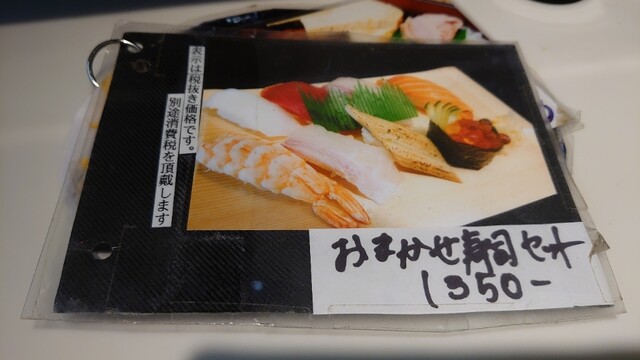 表示は税抜き価格です。
別途消費税を頂戴します
おまかせ寿司セット
1350-